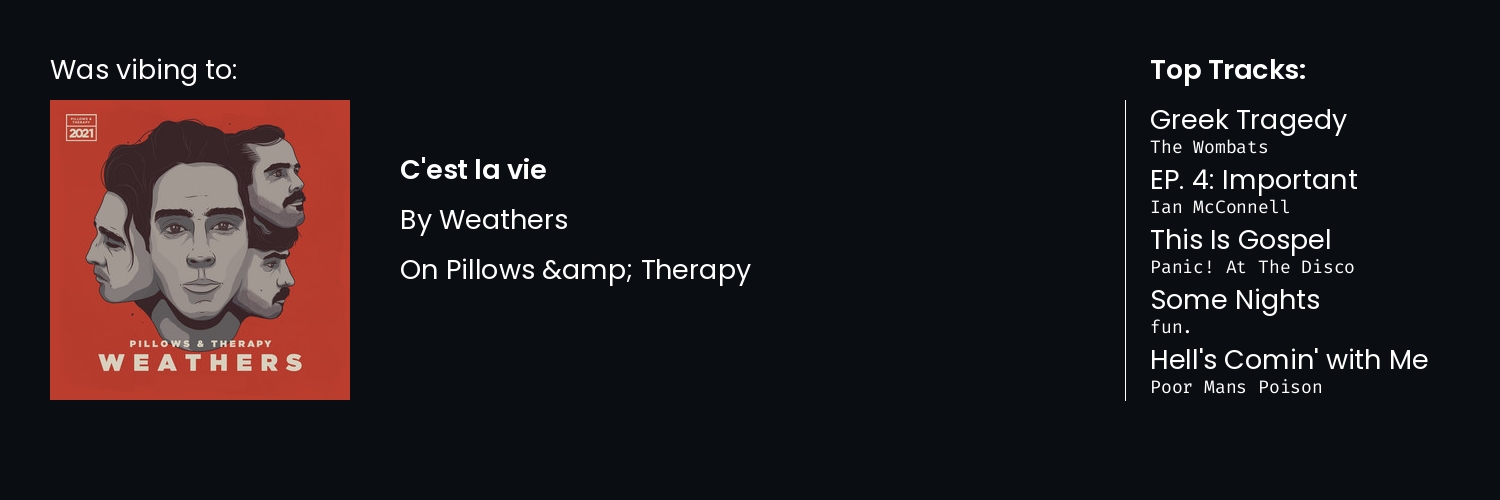 Was vibing to:
PILLOWS &
THERAPY
2021
PILLOWS & THERAPY
WEATHERS
C'est la vie
By Weathers
On Pillows &amp; Therapy
Top Tracks:
Greek Tragedy
The Wombats
EP. 4: Important
Ian McConnell
This Is Gospel
Panic! At The Disco
Some Nights
fun.
Hell's Comin' with Me
Poor Mans Poison